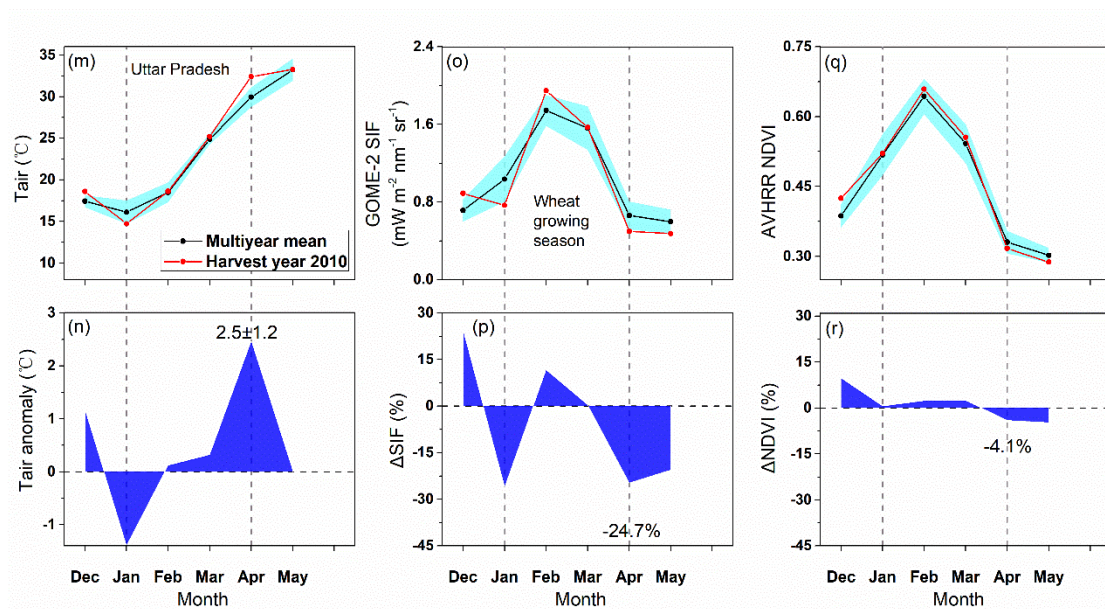 (m)
Uttar Pradesh
35
30
25
20
15
10
Tair (℃)
Multiyear mean
Harvest year 2010
(o)
2.4
1.6
0.8
0.0
GOME-2 SIF
(mW m-2 nm-1 sr-1)
Wheat
growing
season
(q)
0.75
0.60
0.45
0.30
AVHRR NDVI
(n)
3
2
1
0
-1
Tair anomaly (℃)
2.5±1.2
Dec Jan Feb Mar Apr May
Month
(p)
30
15
0
-15
-30
-45
ΔSIF (%)
-24.7%
Dec Jan Feb Mar Apr May
Month
(r)
30
15
0
-15
-30
-45
ΔNDVI (%)
-4.1%
Dec Jan Feb Mar Apr May
Month